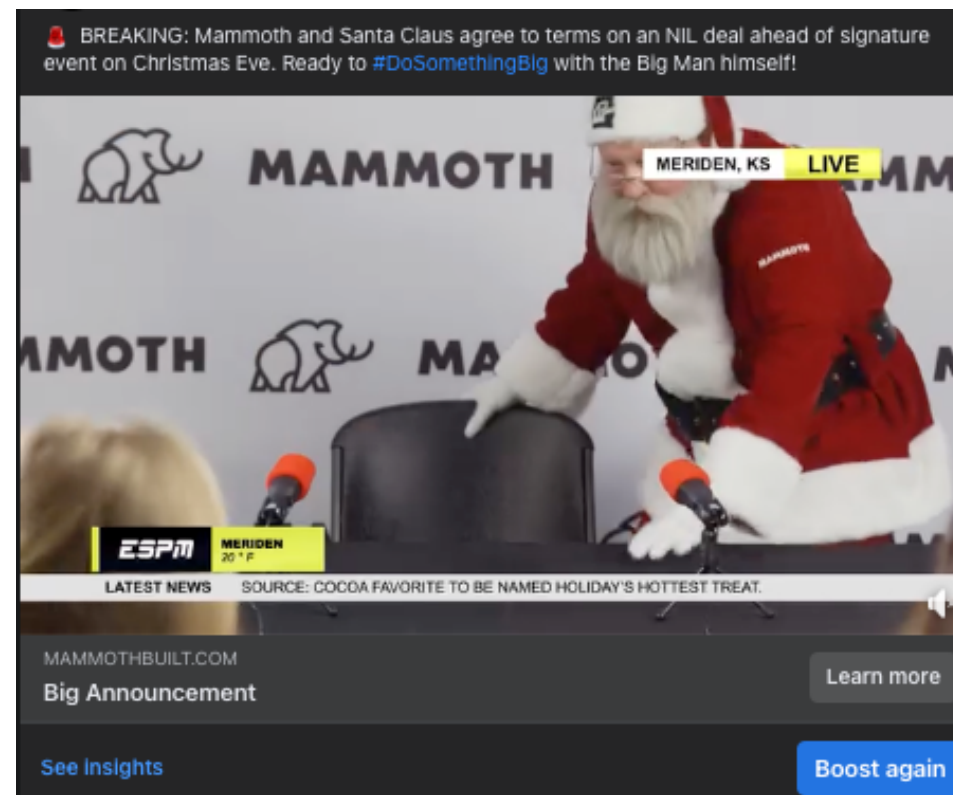 🚨 BREAKING: Mammoth and Santa Claus agree to terms on an NIL deal ahead of signature
event on Christmas Eve. Ready to #DoSomethingBig with the Big Man himself!
MAMMOTH
MERIDEN, KS LIVE
MM
MAMMOTH
MMOTH
MA
O
ESPM MERIDEN
20° F
LATEST NEWS SOURCE: COCOA FAVORITE TO BE NAMED HOLIDAY'S HOTTEST TREAT.
MAMMOTHBUILT.COM
Big Announcement
Learn more
See insights
Boost again